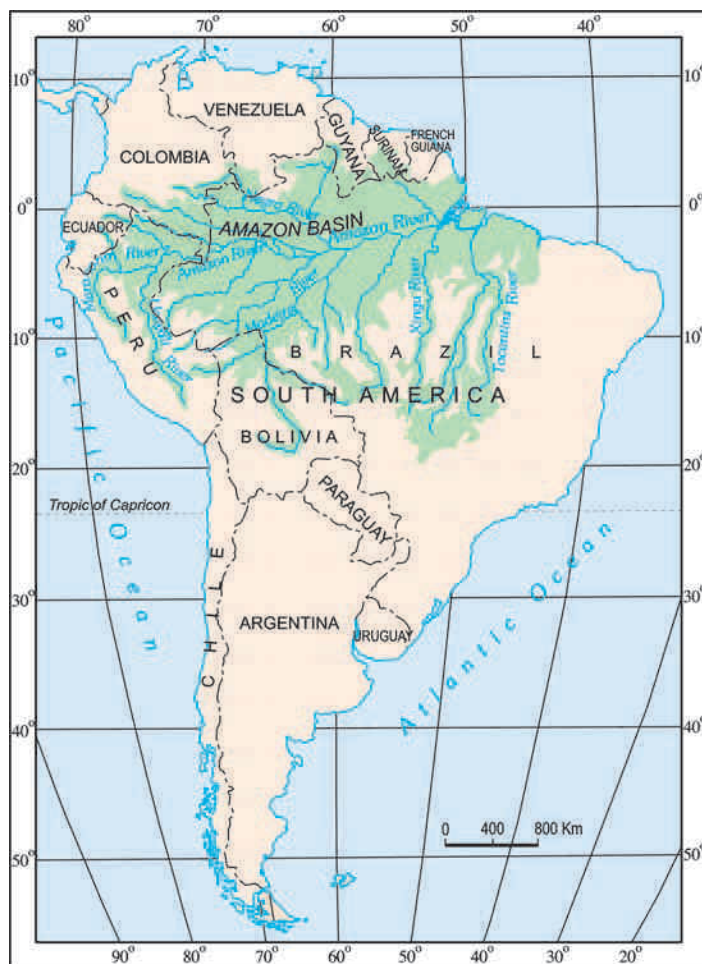 80° 70° 60° 50° 40°
10° 10°
VENEZUELA
GUYANA
SURINAM
FRENCH
GUIANA
COLOMBIA
0° 0°
ECUADOR
AMAZON BASIN
Amazon River
Amazon River
River
PERU
Madeira River
Xingu River
Tocantins River
10° 10°
BRAZIL
SOUTH AMERICA
BOLIVIA
Pacific Ocean
20° 20°
Tropic of Capricon
PARAGUAY
CHILE
30° 30°
ARGENTINA
URUGUAY
Atlantic Ocean
40° 40°
0 400 800 Km
50° 50°
90° 80° 70° 60° 50° 40° 30° 20°